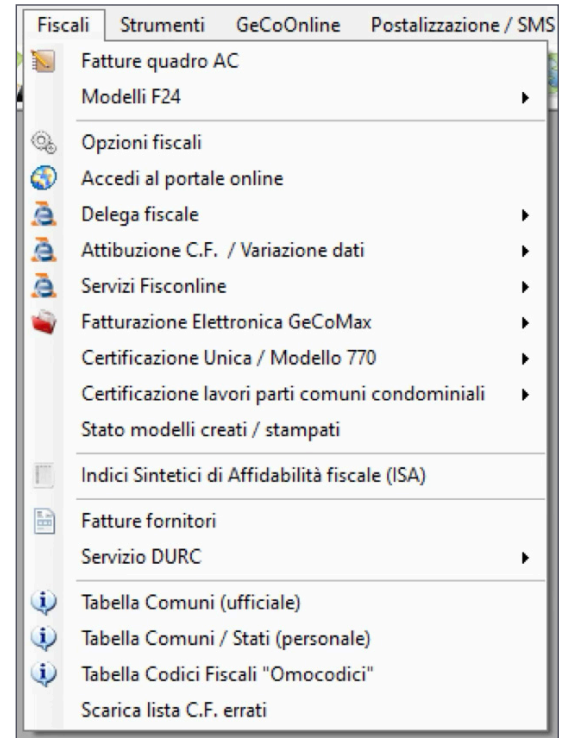 Fiscali Strumenti GeCoOnline Postalizzazione / SMS
Fatture quadro AC
Modelli F24
Opzioni fiscali
Accedi al portale online
Delega fiscale
Attibuzione C.F. / Variazione dati
Servizi Fisconline
Fatturazione Elettronica GeCoMax
Certificazione Unica / Modello 770
Certificazione lavori parti comuni condominiali
Stato modelli creati / stampati
Indici Sintetici di Affidabilità fiscale (ISA)
Fatture fornitori
Servizio DURC
Tabella Comuni (ufficiale)
Tabella Comuni / Stati (personale)
Tabella Codici Fiscali "Omocodici"
Scarica lista C.F. errati